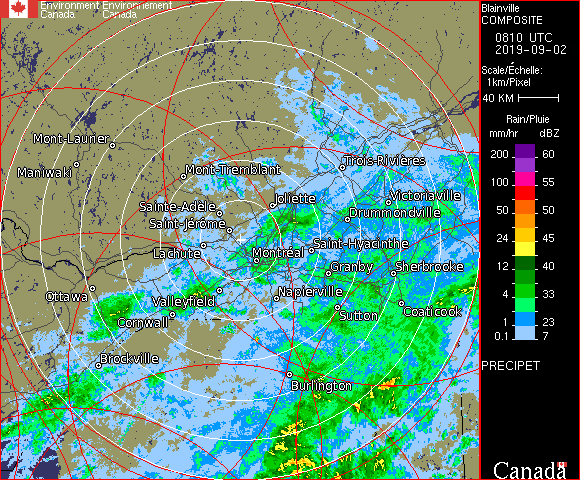 Environment Environnement
Canada Canada
Blainville
COMPOSITE
0810 UTC
2019-09-02
Scale/Échelle:
1km/Pixel
40 KM
Rain/Pluie
mm/hr dBZ
200 60
100 55
50 50
24 45
12 40
4 33
1 23
0.1 7
PRECIPET
Mont-Laurier
Maniwaki
Mont-Tremblant
Trois-Rivières
Sainte-Adele
Joliette
Victoriaville
Saint-Jérome
Drummondville
Lachute
Montréal
Saint-Hyacinthe
Granby
Sherbrooke
Ottawa
Valleyfield
Napierville
Cornwall
Sutton
Coaticook
Brockville
Burlington
Canada